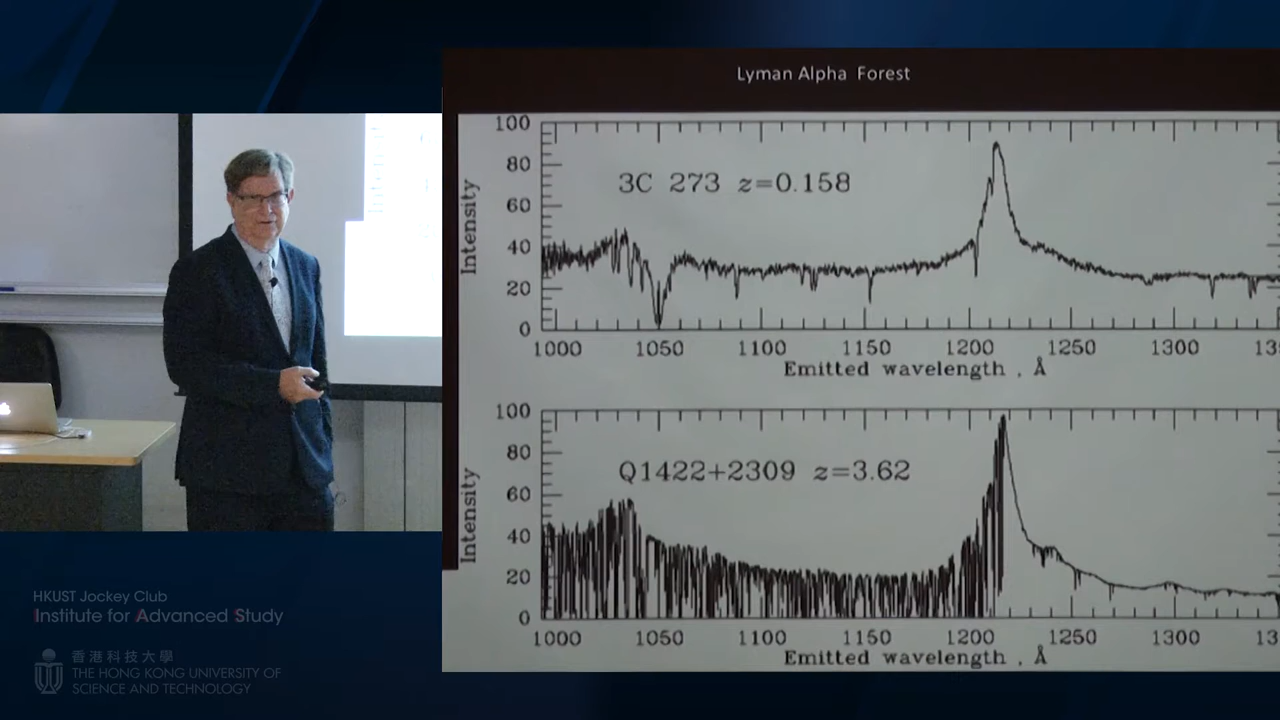 Lyman Alpha Forest
100
80
60
40
20
0
Intensity
3C 273 z=0.158
1000 1050 1100 1150 1200 1250 1300 13
Emitted wavelength , Å
100
80
60
40
20
0
Intensity
Q1422+2309 z=3.62
1000 1050 1100 1150 1200 1250 1300 13
Emitted wavelength , Å
HKUST Jockey Club
Institute for Advanced Study
香港科技大學
THE HONG KONG UNIVERSITY OF
SCIENCE AND TECHNOLOGY